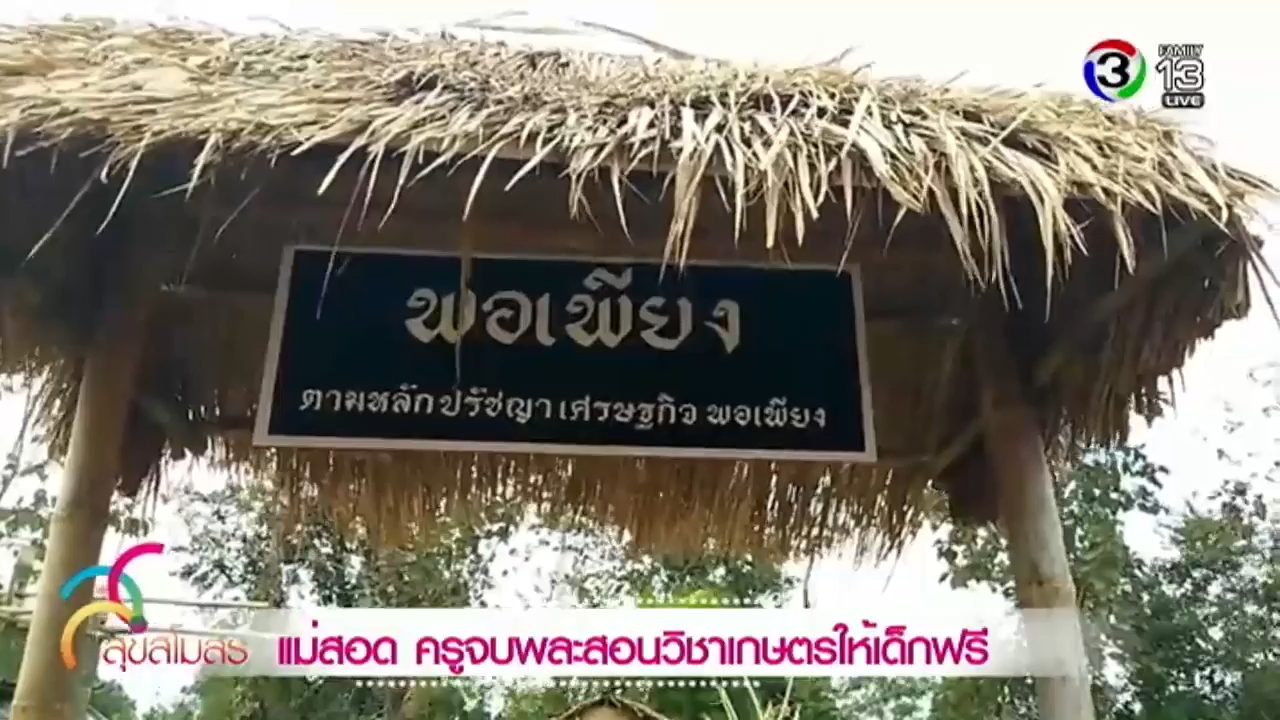 3
FAMILY
13
LIVE
พอเพียง
ตามหลักปรัชญาเศรษฐกิจ พอเพียง
สุขสโมสร
แม่สอด ครูจบพละสอนวิชาเกษตรให้เด็กฟรี